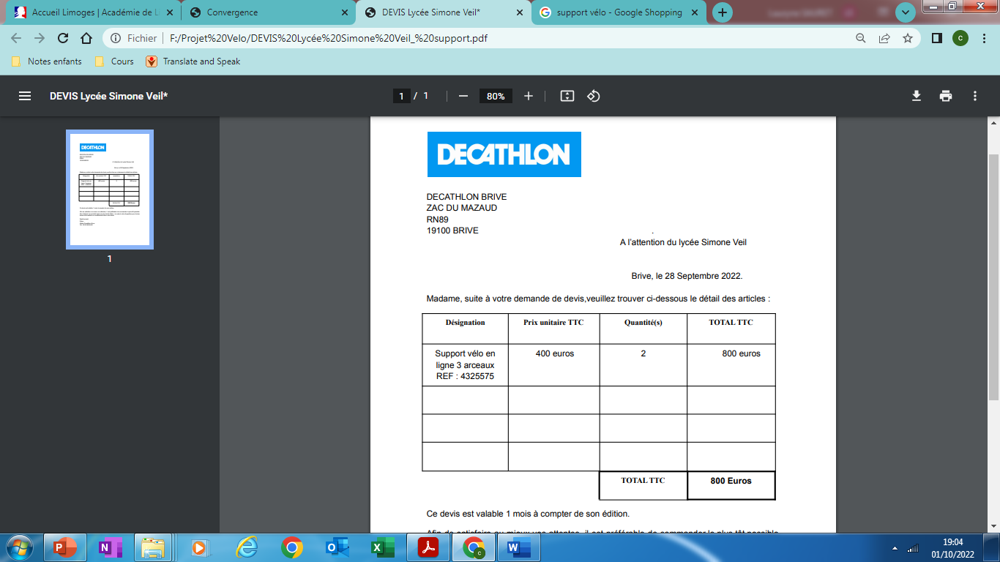 Accueil Limoges | Académie de Li
Convergence
DEVIS Lycée Simone Veil*
support vélo - Google Shopping
Fichier
F:/Projet%20Velo/DEVIS%20Lycée%20Simone%20Veil_%20support.pdf
c
Notes enfants
Cours
Translate and Speak
DEVIS Lycée Simone Veil*
1 / 1
80%
1
DECATHLON
DECATHLON BRIVE
ZAC DU MAZAUD
RN89
19100 BRIVE
.
A l'attention du lycée Simone Veil
Brive, le 28 Septembre 2022.
Madame, suite à votre demande de devis,veuillez trouver ci-dessous le détail des articles :
Désignation Prix unitaire TTC Quantité(s) TOTAL TTC
Support vélo en 400 euros 2 800 euros
ligne 3 arceaux
REF : 4325575
TOTAL TTC 800 Euros
Ce devis est valable 1 mois à compter de son édition.
Afin de satisfaire au mieux vos attentes, il est préférable de commander le plus tôt possible
19:04
01/10/2022